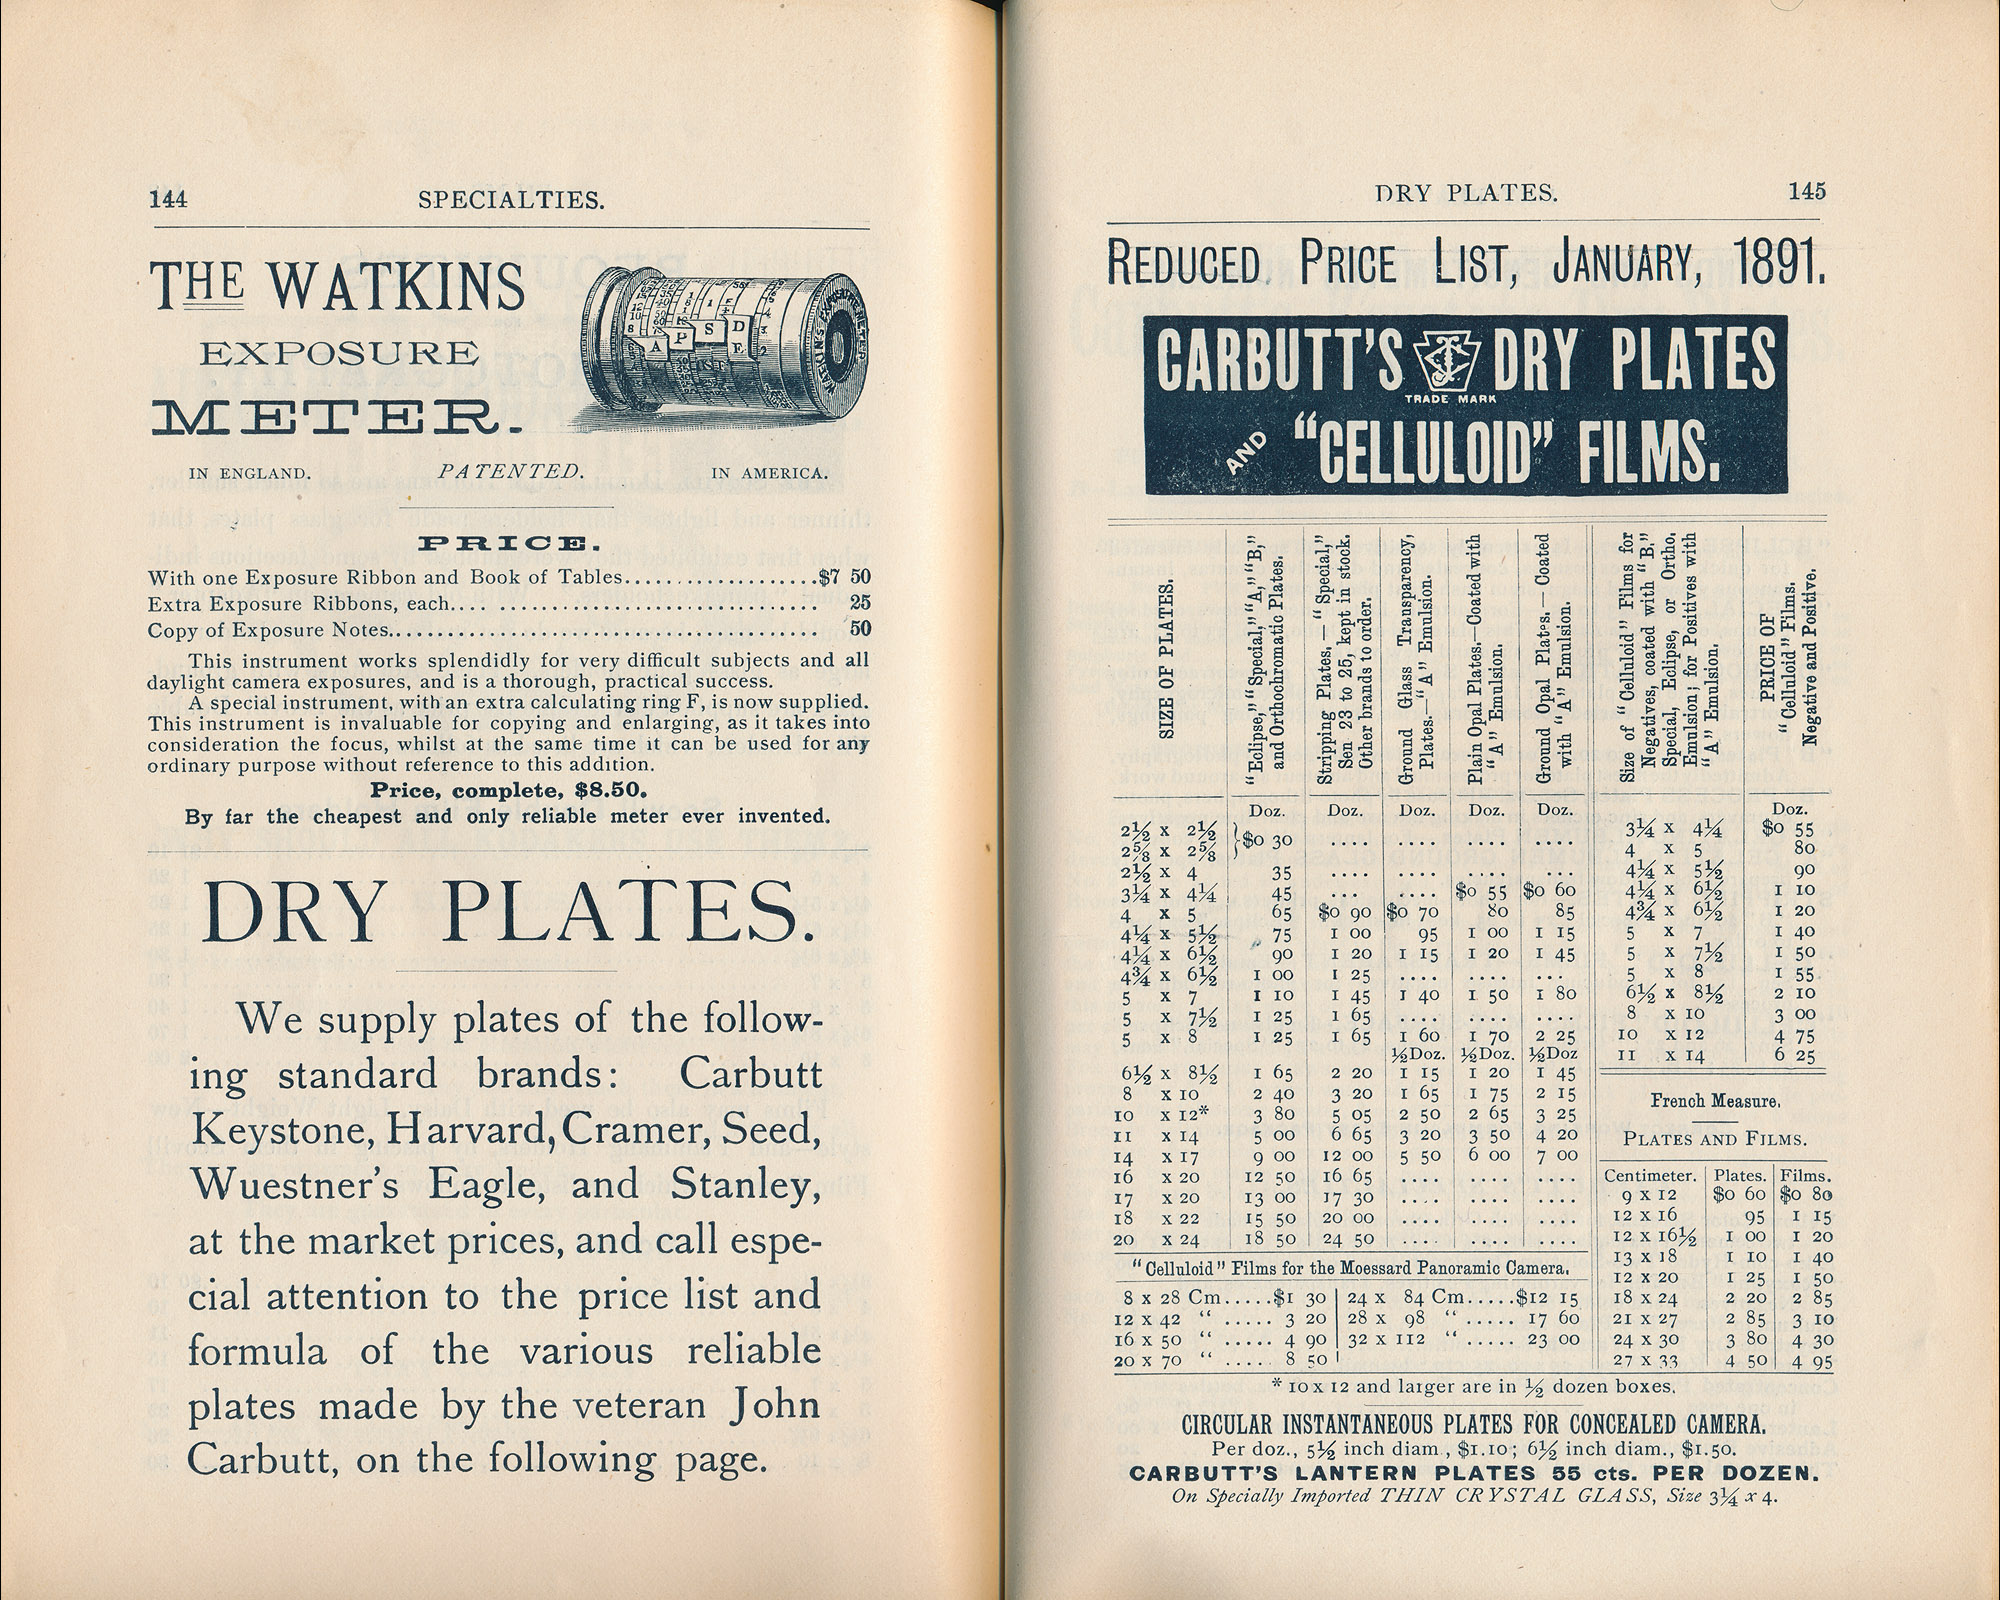 144 SPECIALTIES.
THE WATKINS
EXPOSURE
METER.
A P S D E
WATKIN'S EXPOSURE METER
IN ENGLAND. PATENTED. IN AMERICA.
PRICE.
With one Exposure Ribbon and Book of Tables....................$7 50
Extra Exposure Ribbons, each.... .............................. 25
Copy of Exposure Notes......................................... 50
This instrument works splendidly for very difficult subjects and all
daylight camera exposures, and is a thorough, practical success.
A special instrument, with an extra calculating ring F, is now supplied.
This instrument is invaluable for copying and enlarging, as it takes into
consideration the focus, whilst at the same time it can be used for any
ordinary purpose without reference to this addition.
Price, complete, $8.50.
By far the cheapest and only reliable meter ever invented.
DRY PLATES.
We supply plates of the follow-
ing standard brands: Carbutt
Keystone, Harvard, Cramer, Seed,
Wuestner's Eagle, and Stanley,
at the market prices, and call espe-
cial attention to the price list and
formula of the various reliable
plates made by the veteran John
Carbutt, on the following page.
DRY PLATES. 145
REDUCED PRICE LIST, JANUARY, 1891.
CARBUTT'S DRY PLATES
TRADE MARK
AND "CELLULOID" FILMS.
SIZE OF PLATES.
"Eclipse," "Special," "A," "B,"
and Orthochromatic Plates.
Stripping Plates.—"Special,"
Sen 23 to 25, kept in stock.
Other brands to order.
Ground Glass Transparency,
Plates.—"A" Emulsion.
Plain Opal Plates.—Coated with
"A" Emulsion.
Ground Opal Plates.—Coated
with "A" Emulsion.
Size of "Celluloid" Films for
Negatives, coated with "B,"
Special, Eclipse, or Ortho.
Emulsion; for Positives with
"A" Emulsion.
PRICE OF
"Celluloid" Films.
Negative and Positive.
Doz. Doz. Doz. Doz. Doz.
2½ x 2½ } $0 30 .... .... .... ....
2⅝ x 2⅝
2½ x 4 35 .... .... .... ...
3¼ x 4¼ 45 ... .... $0 55 $0 60
4 x 5 65 $0 90 $0 70 80 85
4¼ x 5½ 75 1 00 95 1 00 1 15
4¼ x 6½ 90 1 20 1 15 1 20 1 45
4¾ x 6½ 1 00 1 25 .... .... ...
5 x 7 1 10 1 45 1 40 1 50 1 80
5 x 7½ 1 25 1 65 .... .... ....
5 x 8 1 25 1 65 1 60 1 70 2 25
½Doz. ½Doz. ½Doz
6½ x 8½ 1 65 2 20 1 15 1 20 1 45
8 x 10 2 40 3 20 1 65 1 75 2 15
10 x 12* 3 80 5 05 2 50 2 65 3 25
11 x 14 5 00 6 65 3 20 3 50 4 20
14 x 17 9 00 12 00 5 50 6 00 7 00
16 x 20 12 50 16 65 .... .... ....
17 x 20 13 00 17 30 .... .... ....
18 x 22 15 50 20 00 .... .... ....
20 x 24 18 50 24 50 .... .... ....
Doz.
3¼ x 4¼ $0 55
4 x 5 80
4¼ x 5½ 90
4¼ x 6½ 1 10
4¾ x 6½ 1 20
5 x 7 1 40
5 x 7½ 1 50
5 x 8 1 55
6½ x 8½ 2 10
8 x 10 3 00
10 x 12 4 75
11 x 14 6 25
French Measure.
PLATES AND FILMS.
Centimeter. Plates. Films.
9 x 12 $0 60 $0 80
12 x 16 95 1 15
12 x 16½ 1 00 1 20
13 x 18 1 10 1 40
12 x 20 1 25 1 50
18 x 24 2 20 2 85
21 x 27 2 85 3 10
24 x 30 3 80 4 30
27 x 33 4 50 4 95
"Celluloid" Films for the Moessard Panoramic Camera.
8 x 28 Cm.....$1 30 24 x 84 Cm.....$12 15
12 x 42 " ..... 3 20 28 x 98 " ..... 17 60
16 x 50 " ..... 4 90 32 x 112 " ..... 23 00
20 x 70 " ..... 8 50
* 10 x 12 and larger are in ½ dozen boxes.
CIRCULAR INSTANTANEOUS PLATES FOR CONCEALED CAMERA.
Per doz., 5½ inch diam., $1.10; 6½ inch diam., $1.50.
CARBUTT'S LANTERN PLATES 55 cts. PER DOZEN.
On Specially Imported THIN CRYSTAL GLASS, Size 3¼ x 4.